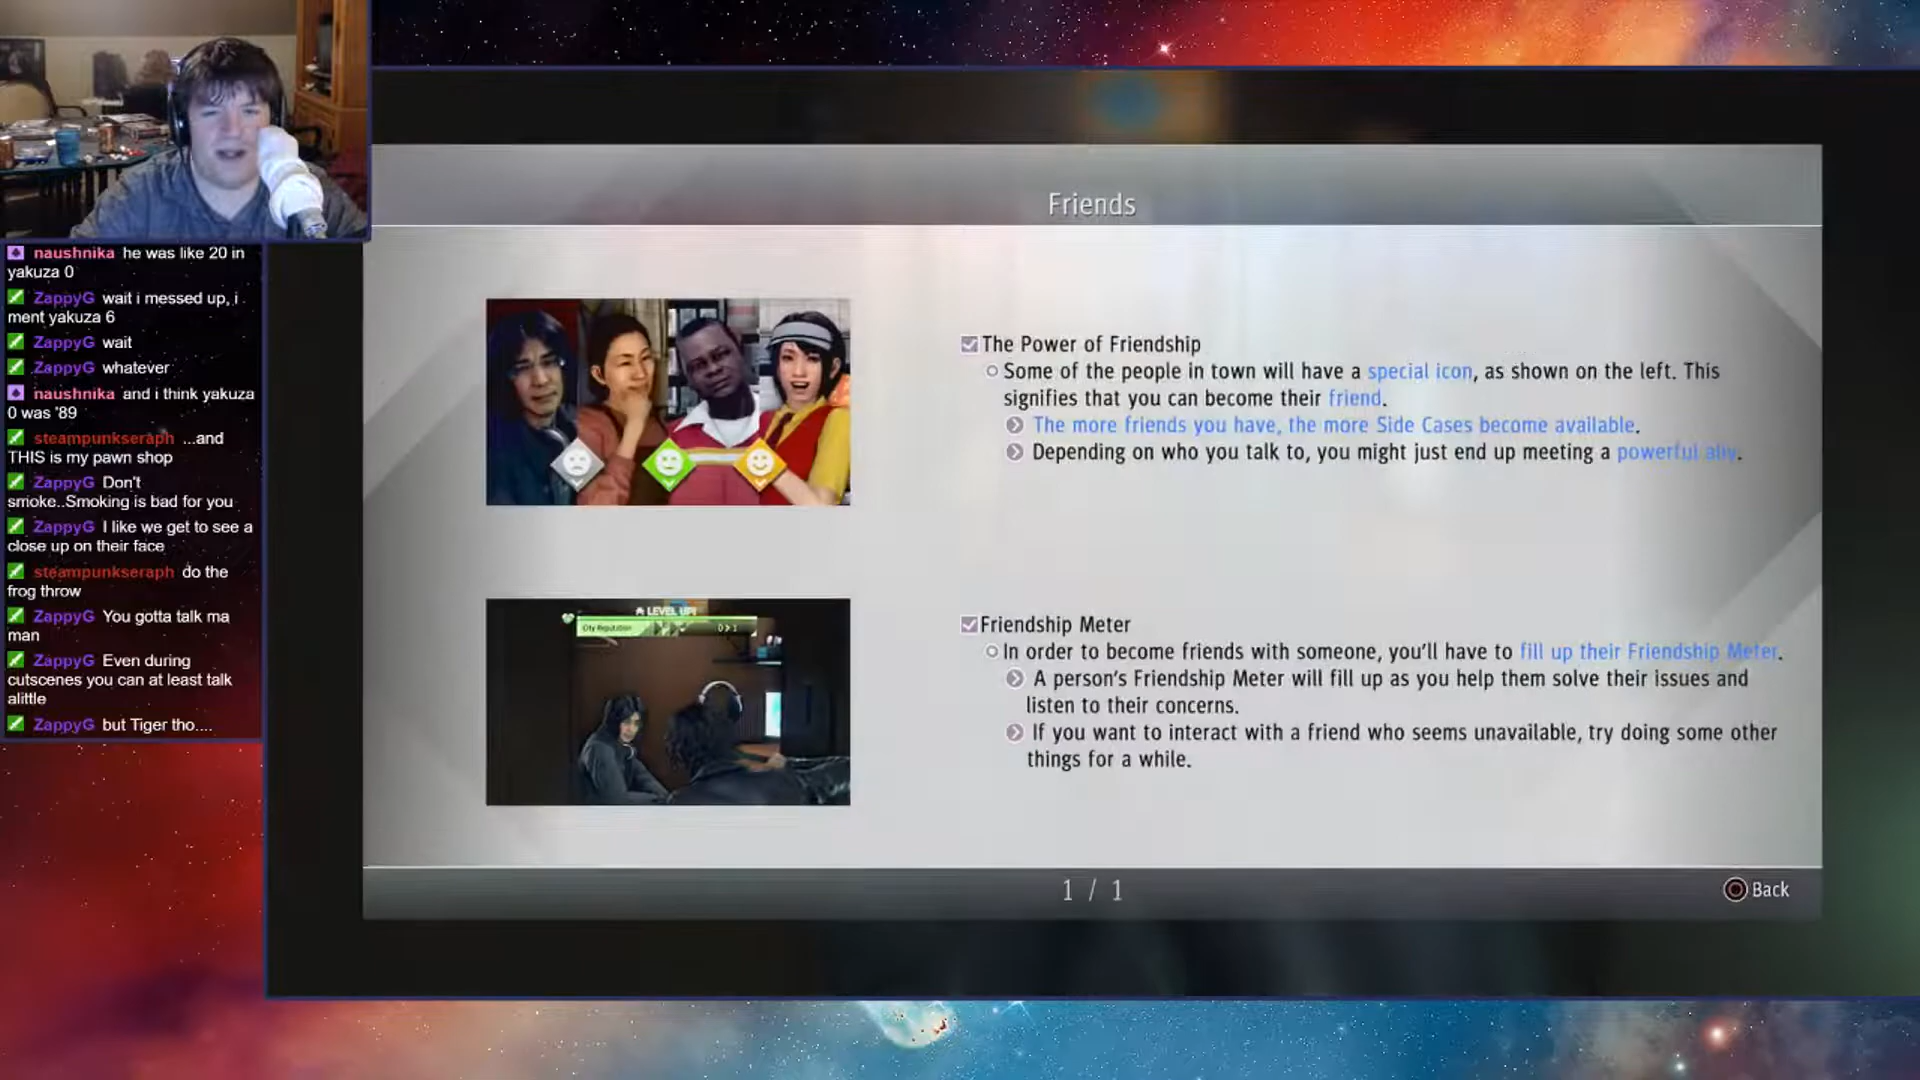 naushnika he was like 20 in
yakuza 0
ZappyG wait i messed up, i
ment yakuza 6
ZappyG wait
ZappyG whatever
naushnika and i think yakuza
0 was '89
steampunkseraph ...and
THIS is my pawn shop
ZappyG Don't
smoke..Smoking is bad for you
ZappyG I like we get to see a
close up on their face
steampunkseraph do the
frog throw
ZappyG You gotta talk ma
man
ZappyG Even during
cutscenes you can at least talk
alittle
ZappyG but Tiger tho....
Friends
The Power of Friendship
Some of the people in town will have a special icon, as shown on the left. This
signifies that you can become their friend.
The more friends you have, the more Side Cases become available.
Depending on who you talk to, you might just end up meeting a powerful ally.
LEVEL UP!
City Reputation 0 > 1
Friendship Meter
In order to become friends with someone, you'll have to fill up their Friendship Meter.
A person's Friendship Meter will fill up as you help them solve their issues and
listen to their concerns.
If you want to interact with a friend who seems unavailable, try doing some other
things for a while.
1 / 1
Back